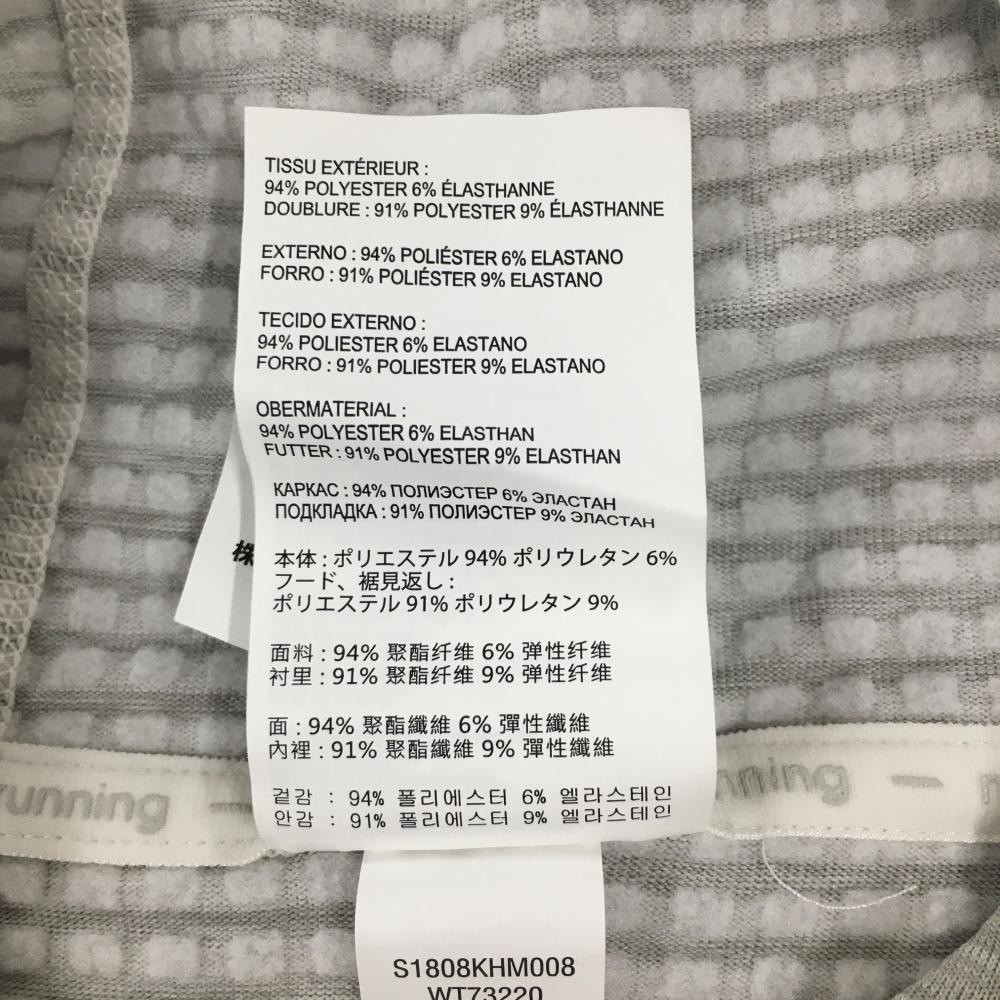 TISSU EXTÉRIEUR :
94% POLYESTER 6% ÉLASTHANNE
DOUBLURE : 91% POLYESTER 9% ÉLASTHANNE
EXTERNO : 94% POLIÉSTER 6% ELASTANO
FORRO : 91% POLIÉSTER 9% ELASTANO
TECIDO EXTERNO :
94% POLIESTER 6% ELASTANO
FORRO : 91% POLIESTER 9% ELASTANO
OBERMATERIAL :
94% POLYESTER 6% ELASTHAN
FUTTER : 91% POLYESTER 9% ELASTHAN
КАРКАС : 94% ПОЛИЭСТЕР 6% ЭЛАСТАН
ПОДКЛАДКА : 91% ПОЛИЭСТЕР 9% ЭЛАСТАН
株
本体 : ポリエステル 94% ポリウレタン 6%
フード、裾見返し :
ポリエステル 91% ポリウレタン 9%
面料 : 94% 聚酯纤维 6% 弹性纤维
衬里 : 91% 聚酯纤维 9% 弹性纤维
面 : 94% 聚酯纖維 6% 彈性纖維
內裡 : 91% 聚酯纖維 9% 彈性纖維
겉감 : 94% 폴리에스터 6% 엘라스테인
안감 : 91% 폴리에스터 9% 엘라스테인
running –
S1808KHM008
WT73220